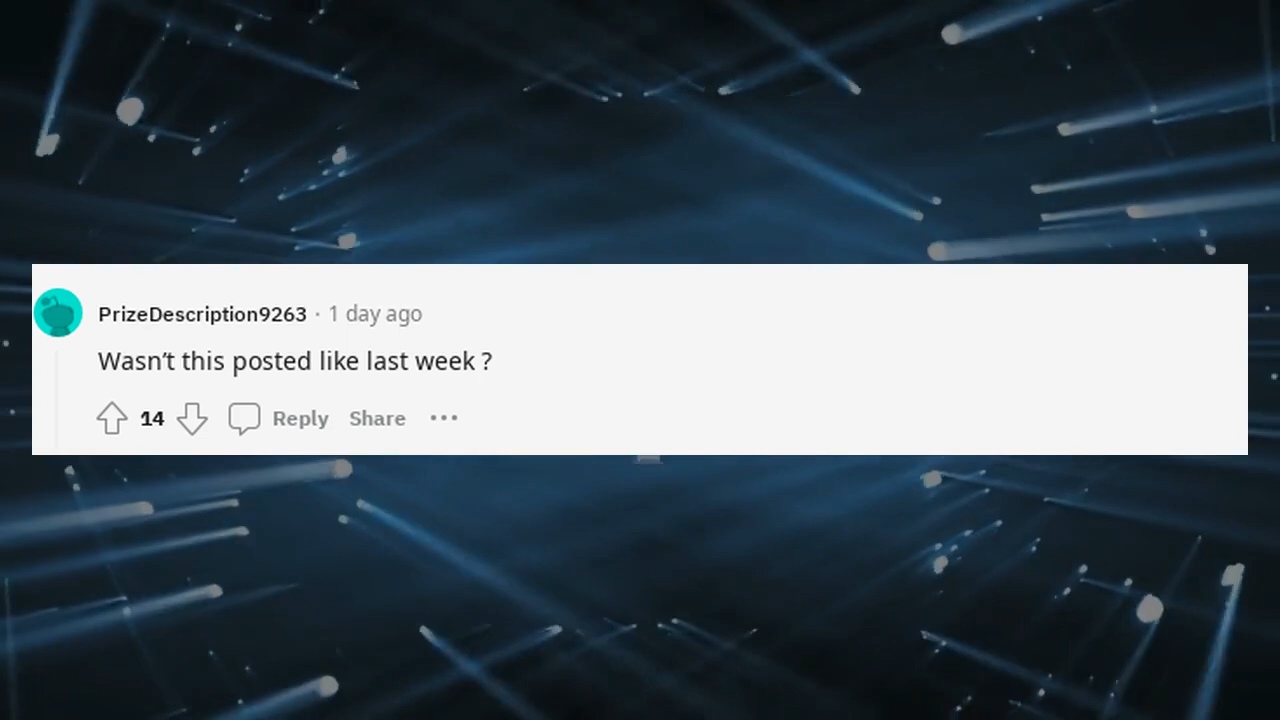 PrizeDescription9263 · 1 day ago
Wasn't this posted like last week ?
14 Reply Share ···